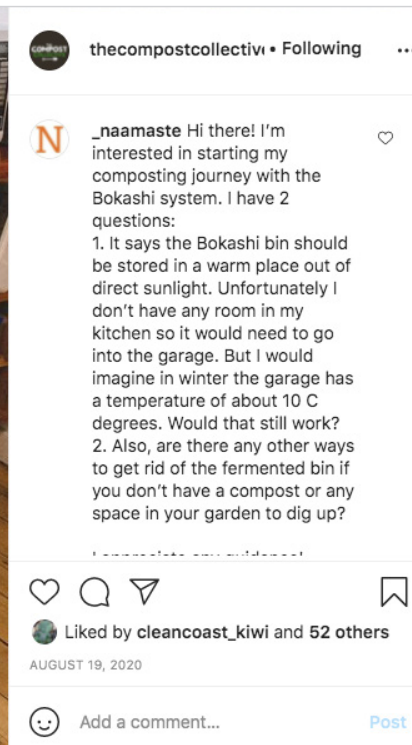 COMPOST
thecompostcollectiv • Following
N
_naamaste Hi there! I'm
interested in starting my
composting journey with the
Bokashi system. I have 2
questions:
1. It says the Bokashi bin should
be stored in a warm place out of
direct sunlight. Unfortunately I
don't have any room in my
kitchen so it would need to go
into the garage. But I would
imagine in winter the garage has
a temperature of about 10 C
degrees. Would that still work?
2. Also, are there any other ways
to get rid of the fermented bin if
you don't have a compost or any
space in your garden to dig up?
I appreciate any guidance!
Liked by cleancoast_kiwi and 52 others
AUGUST 19, 2020
Add a comment...
Post